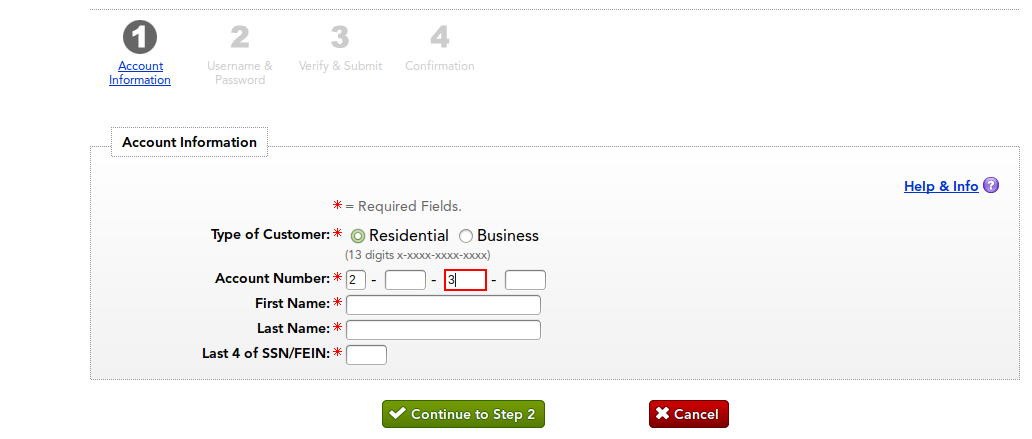 1 2 3 4
Account Information Username & Password Verify & Submit Confirmation
Account Information
Help & Info ?
* = Required Fields.
Type of Customer:* Residential Business
(13 digits x-xxxx-xxxx-xxxx)
Account Number:* 2 - - 3 -
First Name:*
Last Name:*
Last 4 of SSN/FEIN:*
Continue to Step 2 Cancel